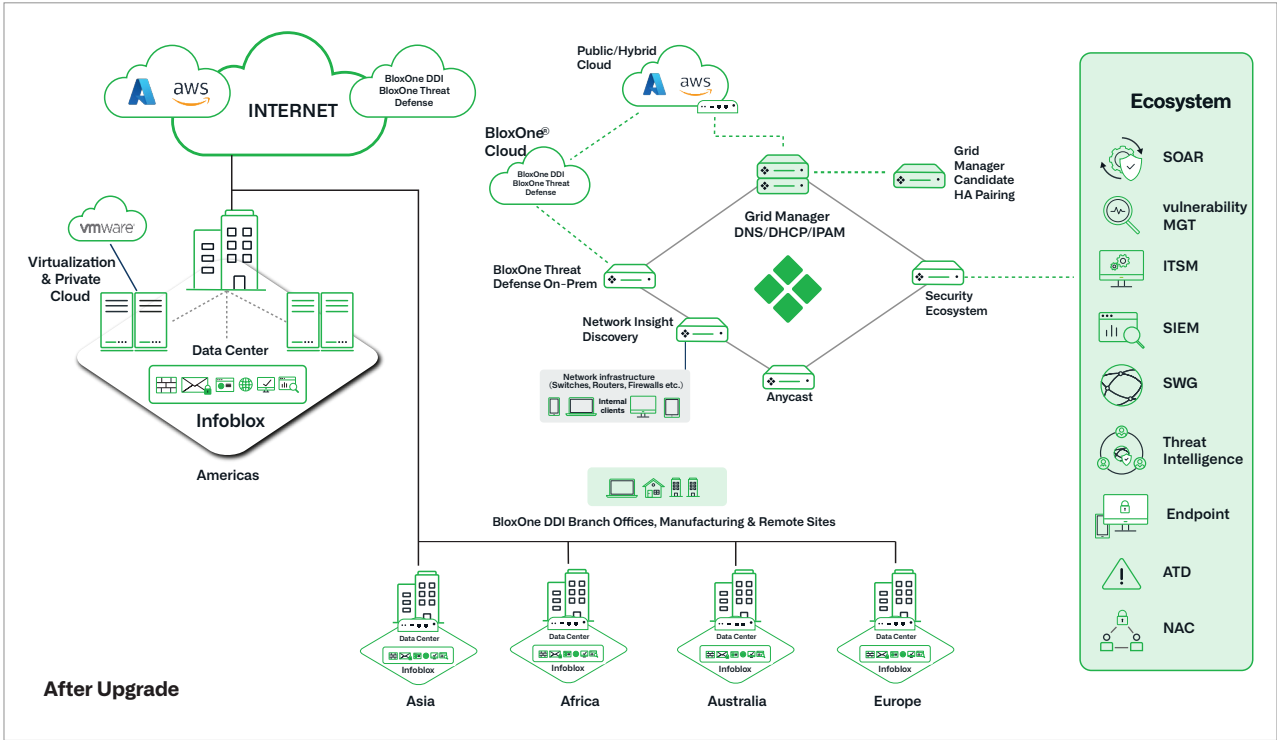 aws
INTERNET
BloxOne DDI
BloxOne Threat
Defense
Public/Hybrid
Cloud
aws
BloxOne®
Cloud
BloxOne DDI
BloxOne Threat
Defense
Grid
Manager
Candidate
HA Pairing
Grid Manager
DNS/DHCP/IPAM
BloxOne Threat
Defense On-Prem
Security
Ecosystem
Network Insight
Discovery
Network infrastructure
(Switches, Routers, Firewalls etc.)
Internal
clients
Anycast
vmware
Virtualization
& Private
Cloud
Data Center
Infoblox
Americas
BloxOne DDI Branch Offices, Manufacturing & Remote Sites
Data Center
Infoblox
Asia
Data Center
Infoblox
Africa
Data Center
Infoblox
Australia
Data Center
Infoblox
Europe
After Upgrade
Ecosystem
SOAR
vulnerability
MGT
ITSM
SIEM
SWG
Threat
Intelligence
Endpoint
ATD
NAC